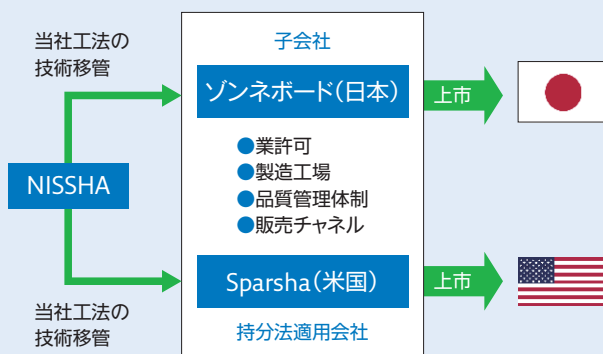 当社工法の
技術移管
NISSHA
当社工法の
技術移管
子会社
ゾンネボード(日本)
●業許可
●製造工場
●品質管理体制
●販売チャネル
Sparsha(米国)
持分法適用会社
上市
上市